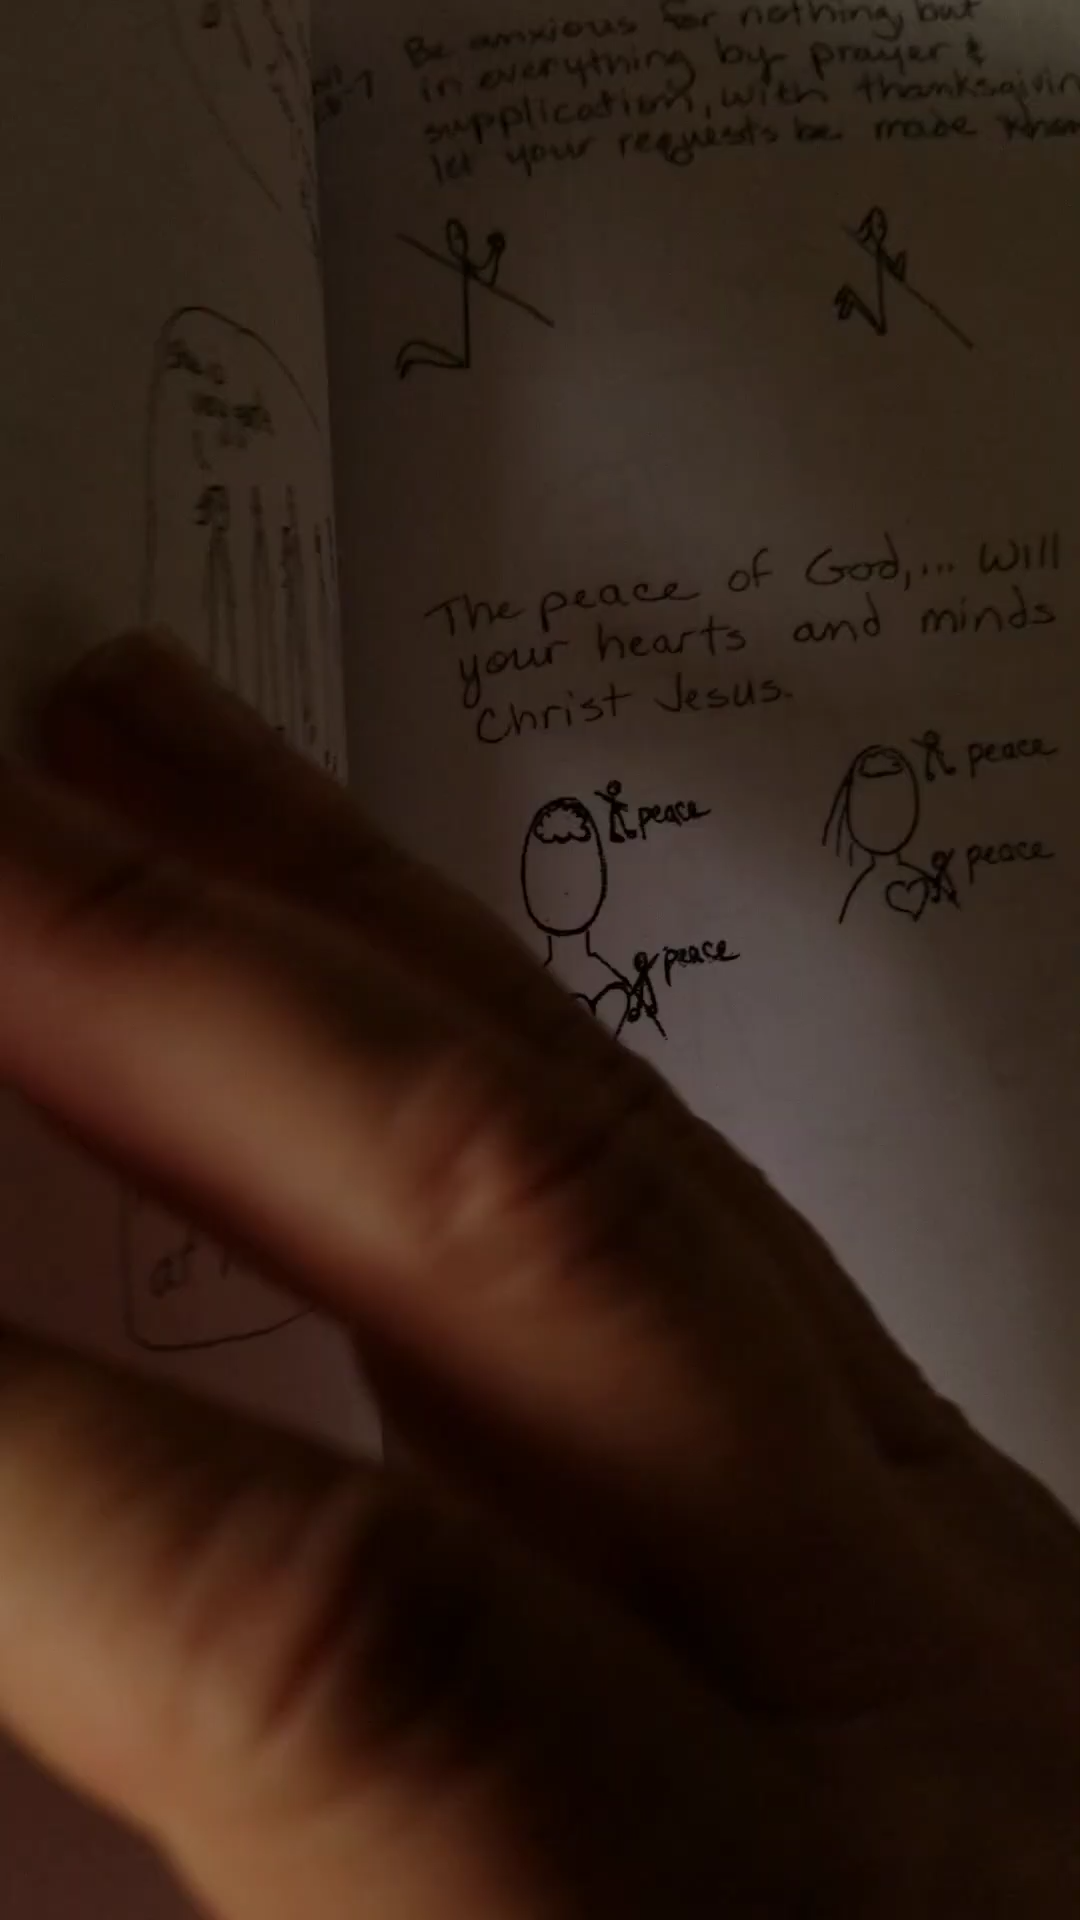 Be anxious for nothing, but
in everything by prayer &
supplication, with thanksgivin
let your requests be made know
The peace of God,... will
your hearts and minds
Christ Jesus.
peace
peace
peace
peace